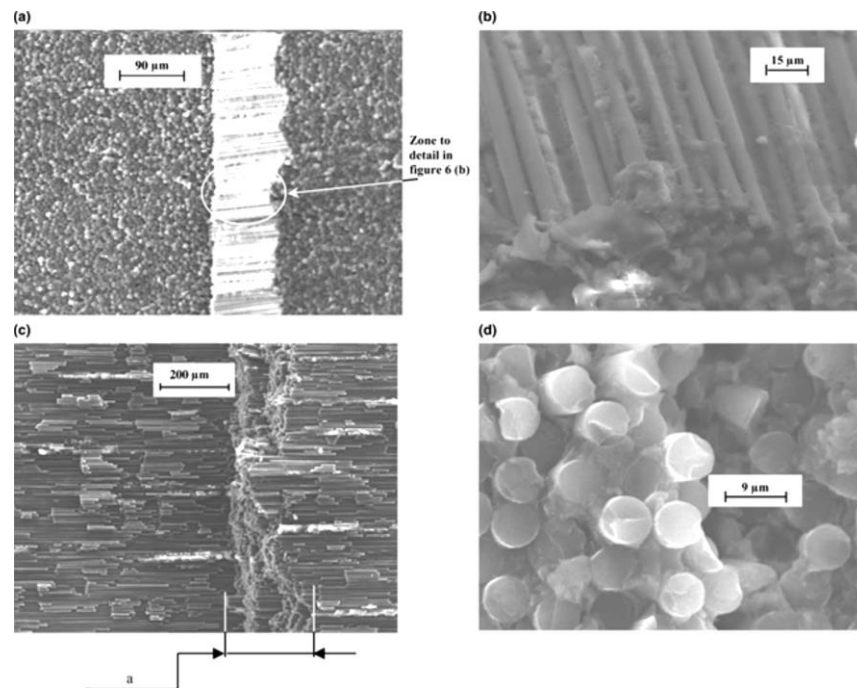 (a)
90 µm
Zone to
detail in
figure 6 (b)
(b)
15 µm
(c)
200 µm
a
(d)
9 µm